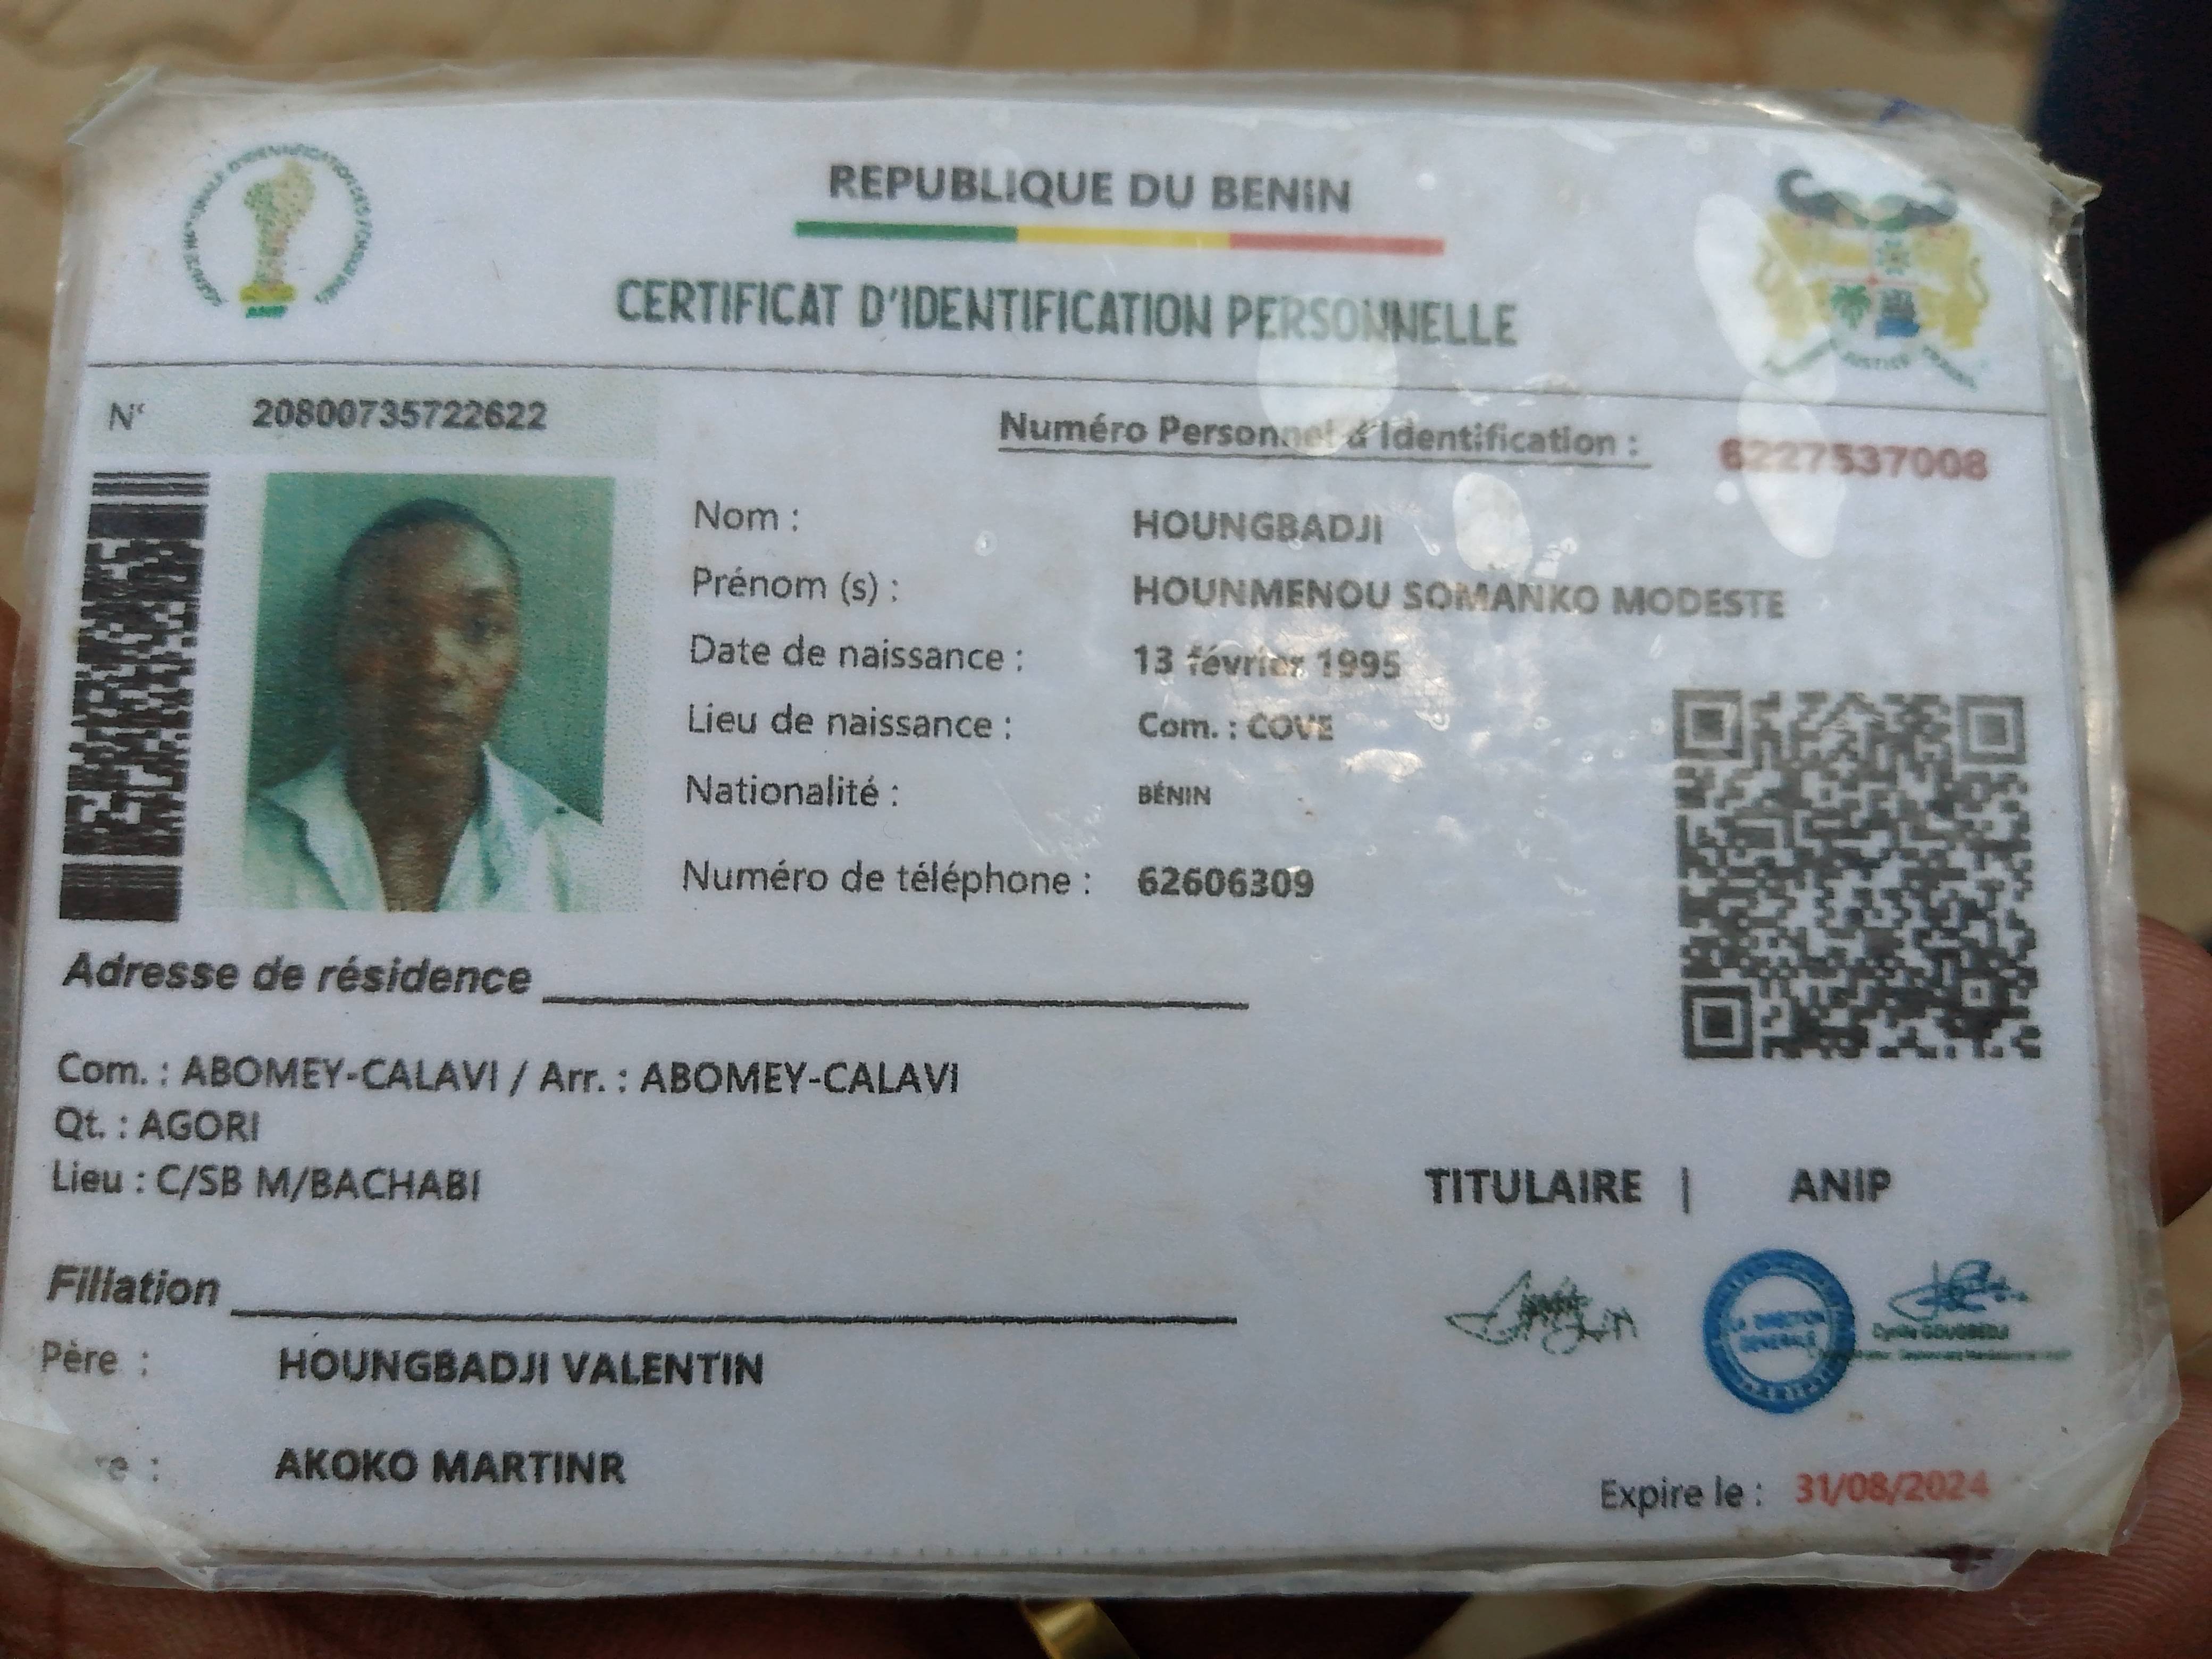 REPUBLIQUE DU BENIN
CERTIFICAT D'IDENTIFICATION PERSONNELLE
N° 20800735722622
Numéro Personnel d'Identification : 6227537008
Nom : HOUNGBADJI
Prénom (s) : HOUNMENOU SOMANKO MODESTE
Date de naissance : 13 février 1995
Lieu de naissance : Com. : COVE
Nationalité : BÉNIN
Numéro de téléphone : 62606309
Adresse de résidence
Com. : ABOMEY-CALAVI / Arr. : ABOMEY-CALAVI
Qt. : AGORI
Lieu : C/SB M/BACHABI
TITULAIRE | ANIP
Fillation
Père : HOUNGBADJI VALENTIN
AKOKO MARTINR
Expire le : 31/08/2024